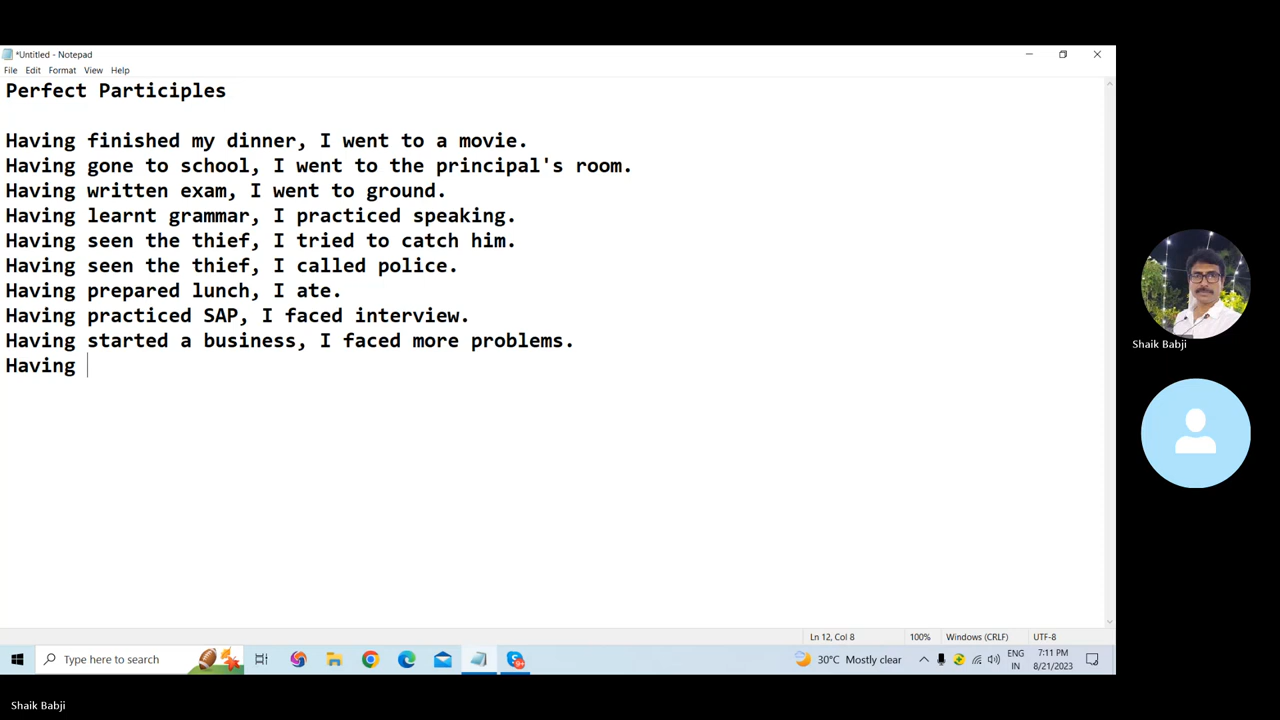 *Untitled - Notepad
File Edit Format View Help
Perfect Participles
Having finished my dinner, I went to a movie.
Having gone to school, I went to the principal's room.
Having written exam, I went to ground.
Having learnt grammar, I practiced speaking.
Having seen the thief, I tried to catch him.
Having seen the thief, I called police.
Having prepared lunch, I ate.
Having practiced SAP, I faced interview.
Having started a business, I faced more problems.
Having
Shaik Babji
Ln 12, Col 8 100% Windows (CRLF) UTF-8
Type here to search 30°C Mostly clear ENG IN 7:11 PM 8/21/2023
Shaik Babji